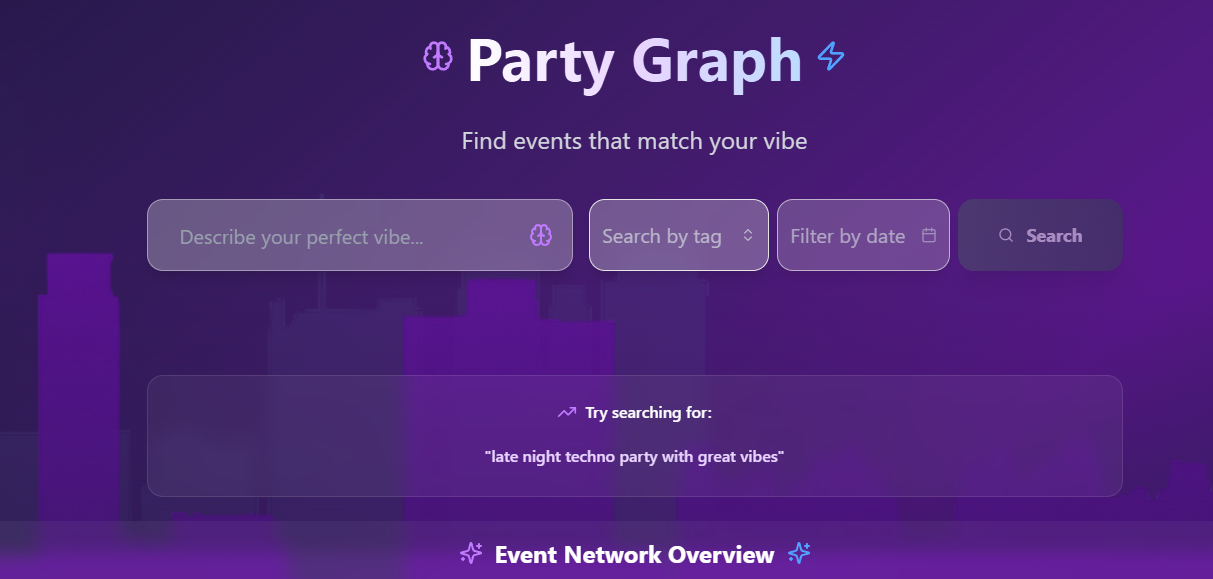 Party Graph
Find events that match your vibe
Describe your perfect vibe...
Search by tag
Filter by date
Search
Try searching for:
"late night techno party with great vibes"
Event Network Overview